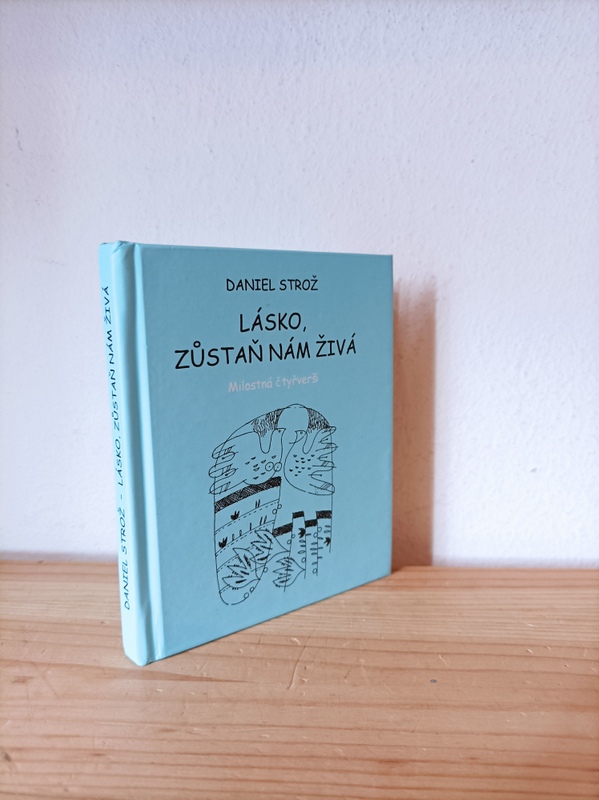 DANIEL STROŽ
LÁSKO,
ZŮSTAŇ NÁM ŽIVÁ
Milostná čtyřverší
DANIEL STROŽ - LÁSKO, ZŮSTAŇ NÁM ŽIVÁ